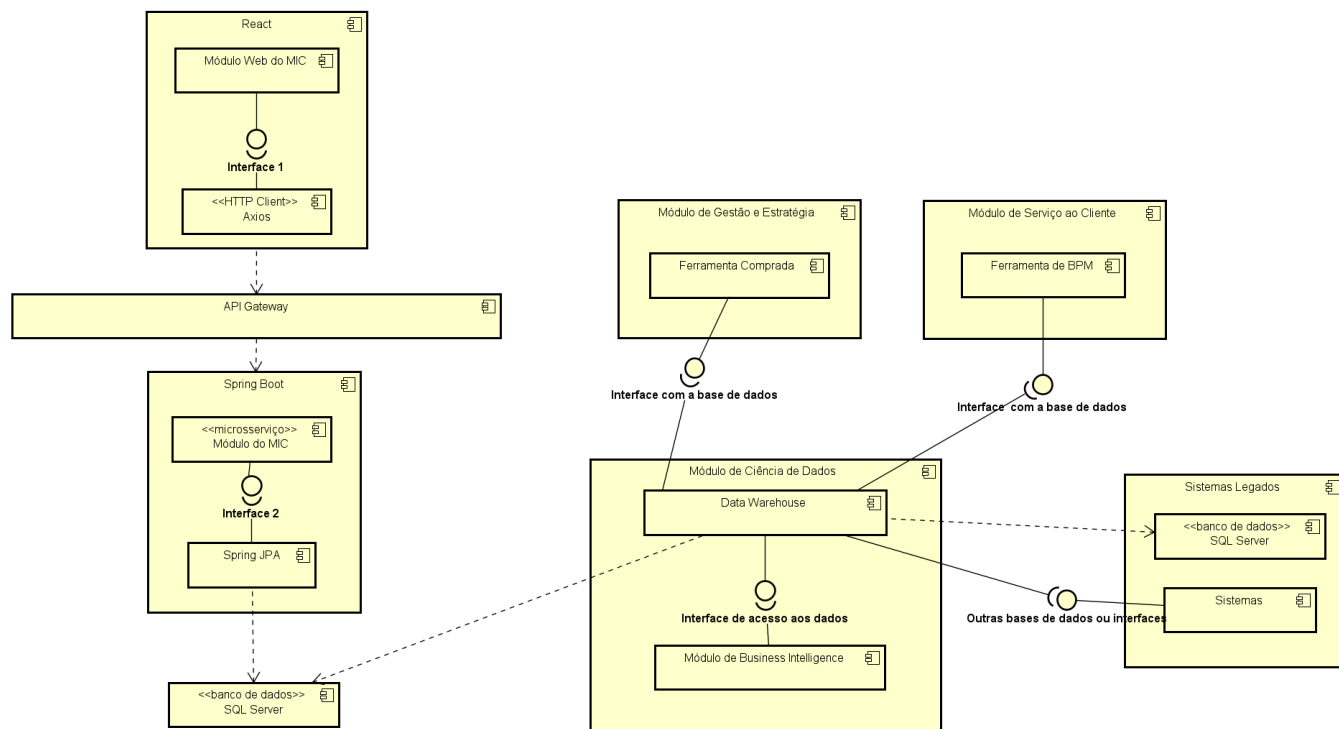 React
Módulo Web do MIC
Interface 1
<<HTTP Client>>
Axios
API Gateway
Spring Boot
<<microsserviço>>
Módulo do MIC
Interface 2
Spring JPA
<<banco de dados>>
SQL Server
Módulo de Gestão e Estratégia
Ferramenta Comprada
Interface com a base de dados
Módulo de Serviço ao Cliente
Ferramenta de BPM
Interface com a base de dados
Módulo de Ciência de Dados
Data Warehouse
Interface de acesso aos dados
Módulo de Business Intelligence
Sistemas Legados
<<banco de dados>>
SQL Server
Sistemas
Outras bases de dados ou interfaces